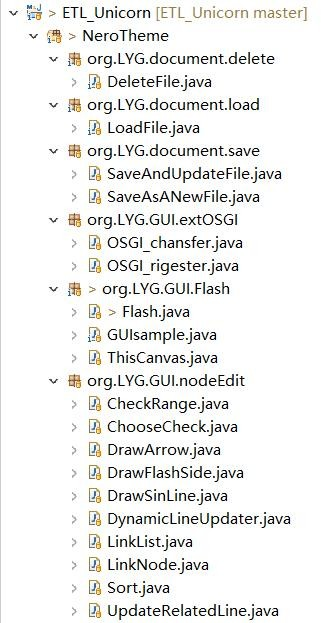 > ETL_Unicorn [ETL_Unicorn master]
> NeroTheme
org.LYG.document.delete
DeleteFile.java
org.LYG.document.load
LoadFile.java
org.LYG.document.save
SaveAndUpdateFile.java
SaveAsANewFile.java
org.LYG.GUI.extOSGI
OSGI_chansfer.java
OSGI_rigester.java
> org.LYG.GUI.Flash
> Flash.java
GUIsample.java
ThisCanvas.java
org.LYG.GUI.nodeEdit
CheckRange.java
ChooseCheck.java
DrawArrow.java
DrawFlashSide.java
DrawSinLine.java
DynamicLineUpdater.java
LinkList.java
LinkNode.java
Sort.java
UpdateRelatedLine.java